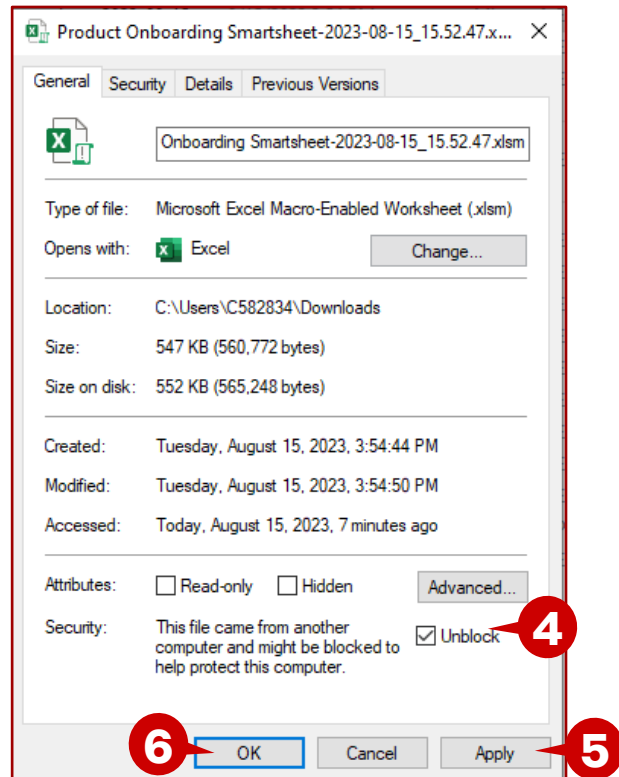 Product Onboarding Smartsheet-2023-08-15_15.52.47.x...
General Security Details Previous Versions
Onboarding Smartsheet-2023-08-15_15.52.47.xlsm
Type of file: Microsoft Excel Macro-Enabled Worksheet (.xlsm)
Opens with: Excel Change...
Location: C:\Users\C582834\Downloads
Size: 547 KB (560,772 bytes)
Size on disk: 552 KB (565,248 bytes)
Created: Tuesday, August 15, 2023, 3:54:44 PM
Modified: Tuesday, August 15, 2023, 3:54:50 PM
Accessed: Today, August 15, 2023, 7 minutes ago
Attributes: Read-only Hidden Advanced...
Security: This file came from another
computer and might be blocked to
help protect this computer.
Unblock 4
6 OK Cancel Apply 5